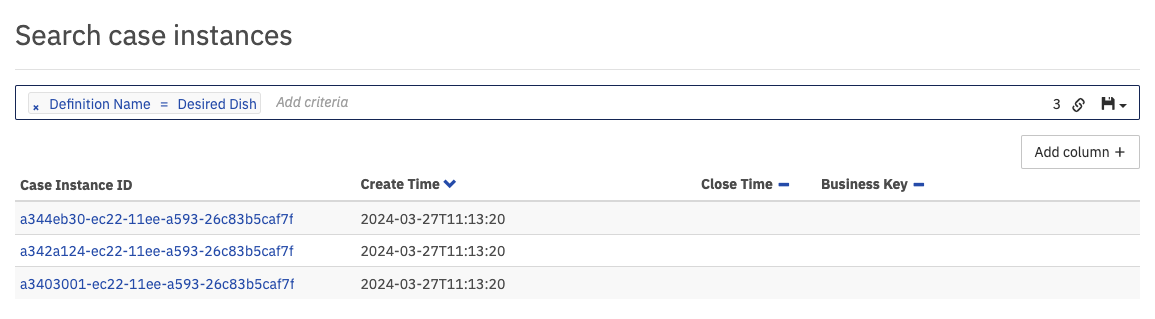 Search case instances
× Definition Name = Desired Dish Add criteria 3
Add column +
Case Instance ID Create Time Close Time Business Key
a344eb30-ec22-11ee-a593-26c83b5caf7f 2024-03-27T11:13:20
a342a124-ec22-11ee-a593-26c83b5caf7f 2024-03-27T11:13:20
a3403001-ec22-11ee-a593-26c83b5caf7f 2024-03-27T11:13:20